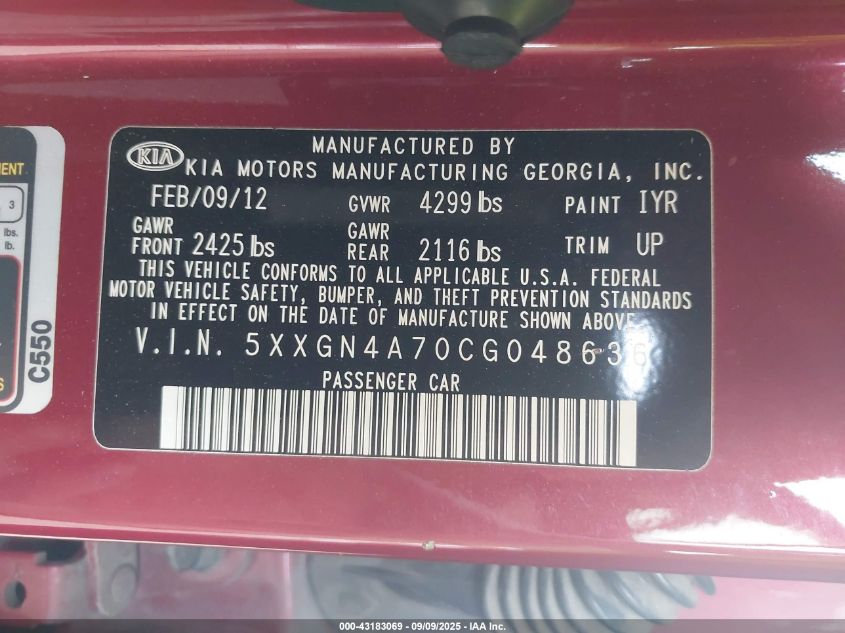 MANUFACTURED BY
KIA KIA MOTORS MANUFACTURING GEORGIA, INC.
FEB/09/12 GVWR 4299 lbs PAINT IYR
GAWR FRONT 2425 lbs GAWR REAR 2116 lbs TRIM UP
THIS VEHICLE CONFORMS TO ALL APPLICABLE U.S.A. FEDERAL
MOTOR VEHICLE SAFETY, BUMPER, AND THEFT PREVENTION STANDARDS
IN EFFECT ON THE DATE OF MANUFACTURE SHOWN ABOVE
V.I.N. 5XXGN4A70CG048636
PASSENGER CAR
3
lbs.
lb.
C550
000-43183069 - 09/09/2025 - IAA Inc.